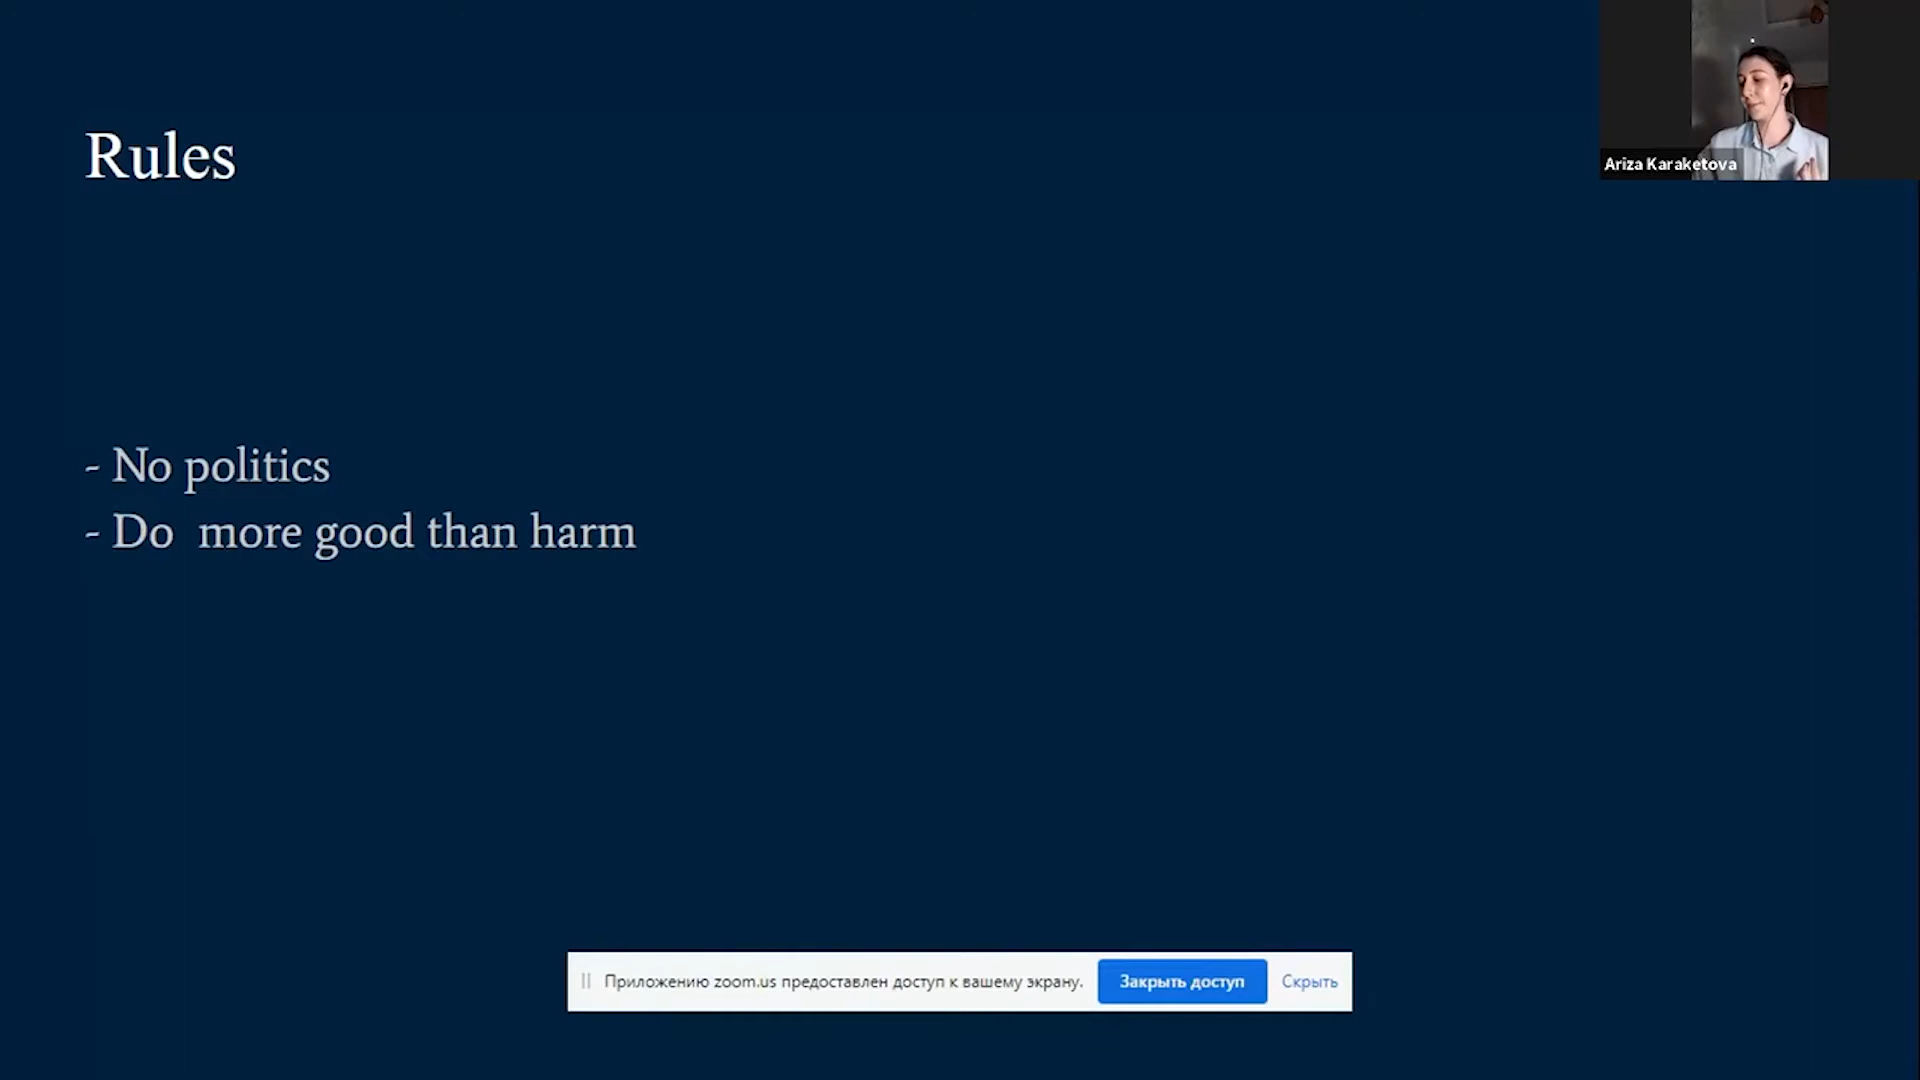 Rules
Ariza Karaketova
- No politics
- Do  more good than harm
Приложению zoom.us предоставлен доступ к вашему экрану.
Закрыть доступ
Скрыть